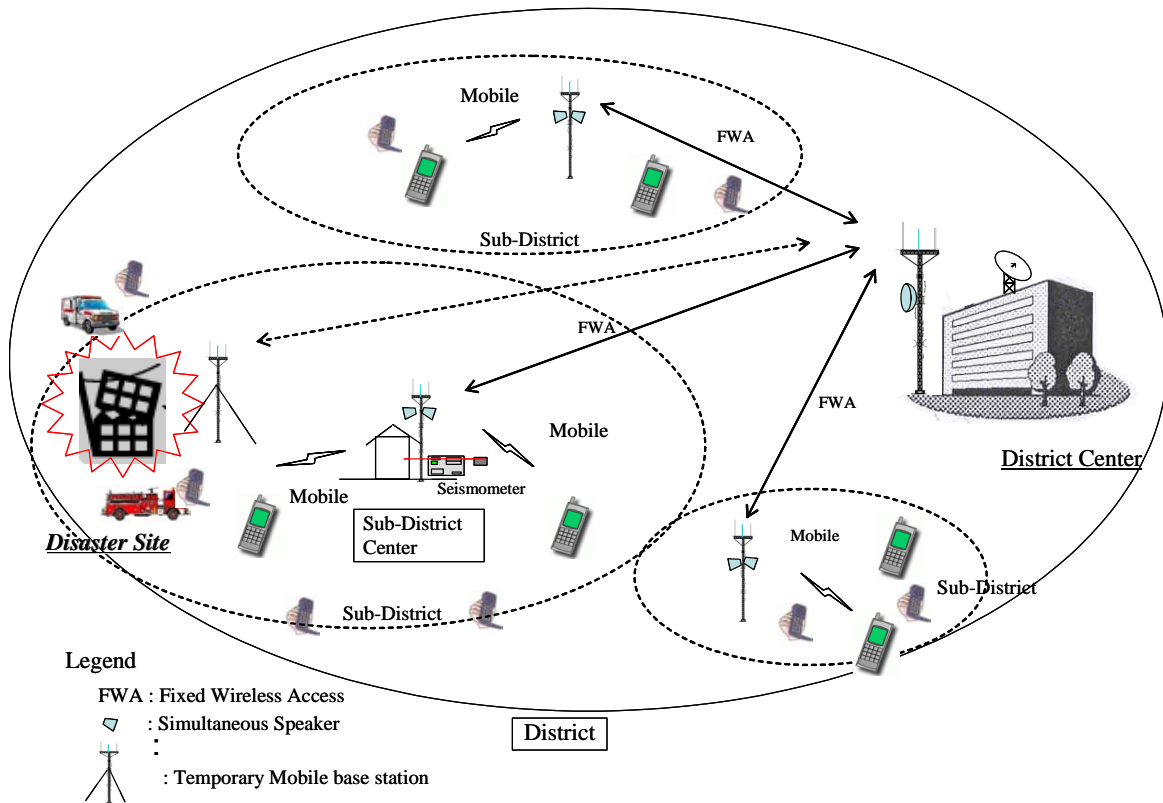 Mobile
FWA
Sub-District
FWA
FWA
Mobile
District Center
Seismometer
Mobile
Sub-District
Center
Disaster Site
Mobile
Sub-District
Sub-District
Legend
FWA : Fixed Wireless Access
: Simultaneous Speaker
:
: Temporary Mobile base station
District